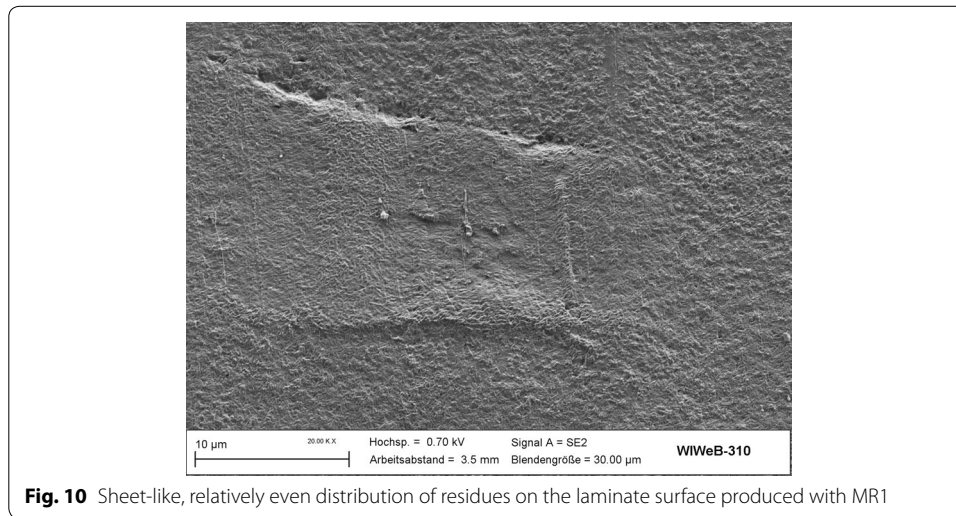 10 µm
20.00 K X
Hochsp. = 0.70 kV
Signal A = SE2
Arbeitsabstand = 3.5 mm
Blendengröße = 30.00 µm
WIWeB-310
Fig. 10 Sheet-like, relatively even distribution of residues on the laminate surface produced with MR1